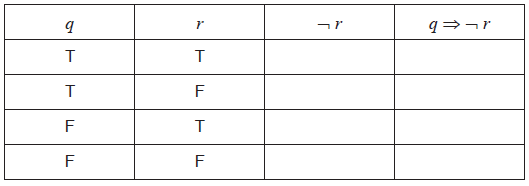 q r ¬ r q ⇒ ¬ r
T T
T F
F T
F F